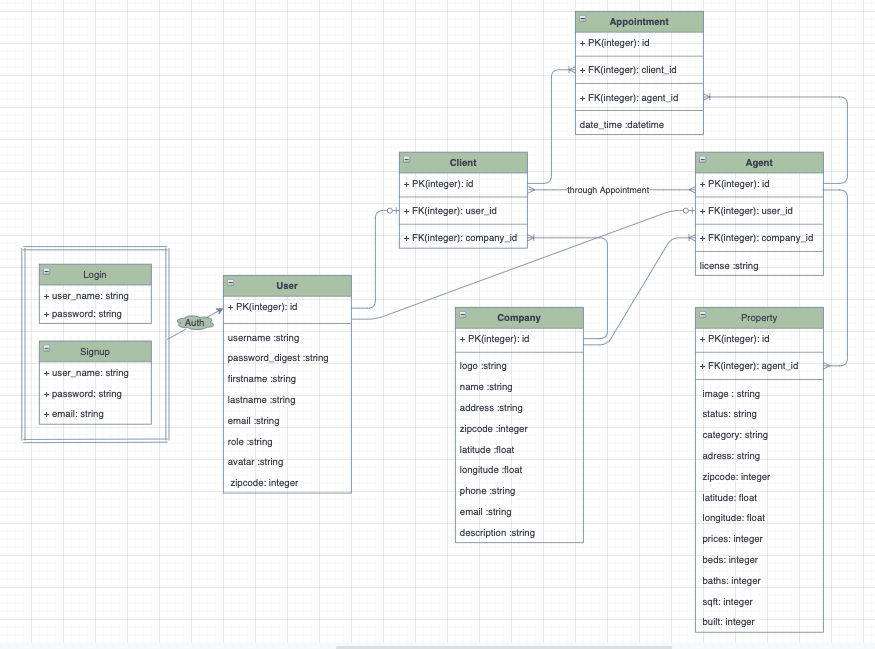 Appointment
+ PK(integer): id
+ FK(integer): client_id
+ FK(integer): agent_id
date_time :datetime
Client
+ PK(integer): id
+ FK(integer): user_id
+ FK(integer): company_id
through Appointment
Agent
+ PK(integer): id
+ FK(integer): user_id
+ FK(integer): company_id
license :string
Login
+ user_name: string
+ password: string
Signup
+ user_name: string
+ password: string
+ email: string
Auth
User
+ PK(integer): id
username :string
password_digest :string
firstname :string
lastname :string
email :string
role :string
avatar :string
zipcode: integer
Company
+ PK(integer): id
logo :string
name :string
address :string
zipcode :integer
latitude :float
longitude :float
phone :string
email :string
description :string
Property
+ PK(integer): id
+ FK(integer): agent_id
image : string
status: string
category: string
adress: string
zipcode: integer
latitude: float
longitude: float
prices: integer
beds: integer
baths: integer
sqft: integer
built: integer